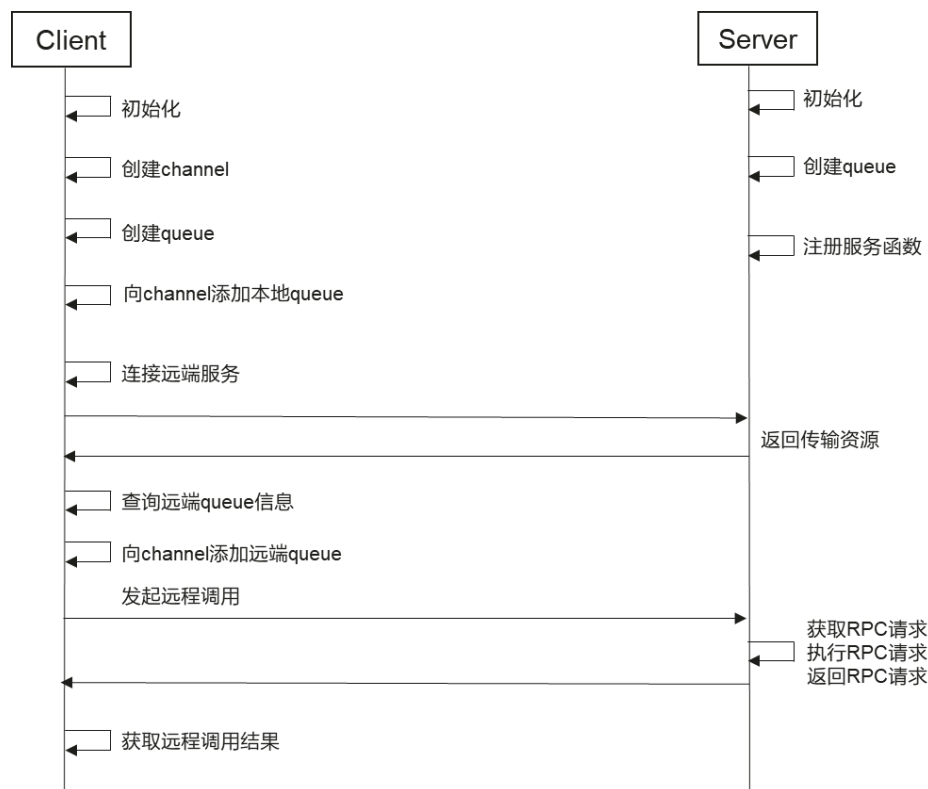 Client
Server
初始化
初始化
创建channel
创建queue
创建queue
注册服务函数
向channel添加本地queue
连接远端服务
返回传输资源
查询远端queue信息
向channel添加远端queue
发起远程调用
获取RPC请求
执行RPC请求
返回RPC请求
获取远程调用结果